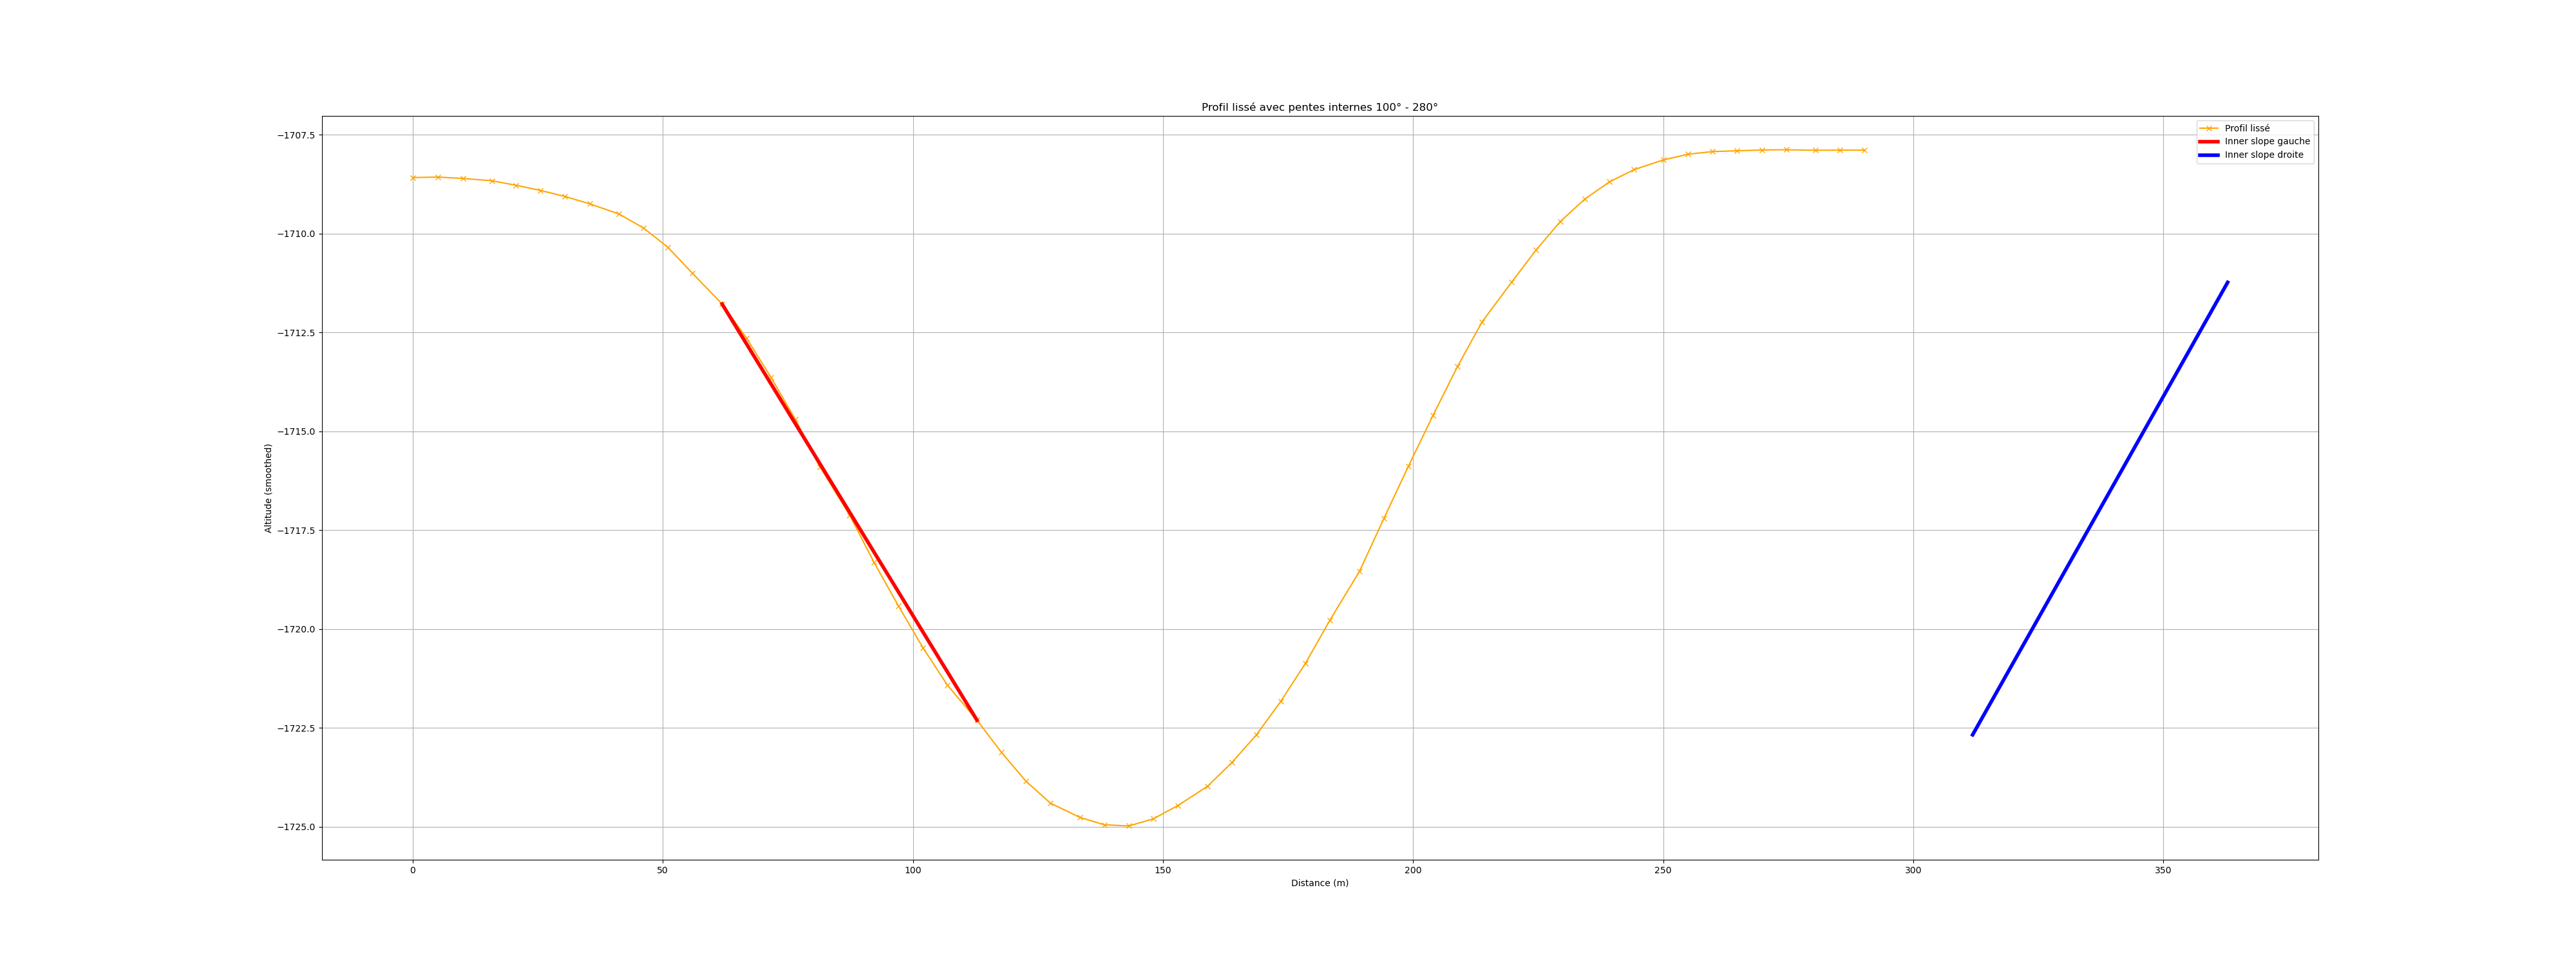 Profil lissé avec pentes internes 100° - 280°
Profil lissé
Inner slope gauche
Inner slope droite
Altitude (smoothed)
−1707.5
−1710.0
−1712.5
−1715.0
−1717.5
−1720.0
−1722.5
−1725.0
0 50 100 150 200 250 300 350
Distance (m)